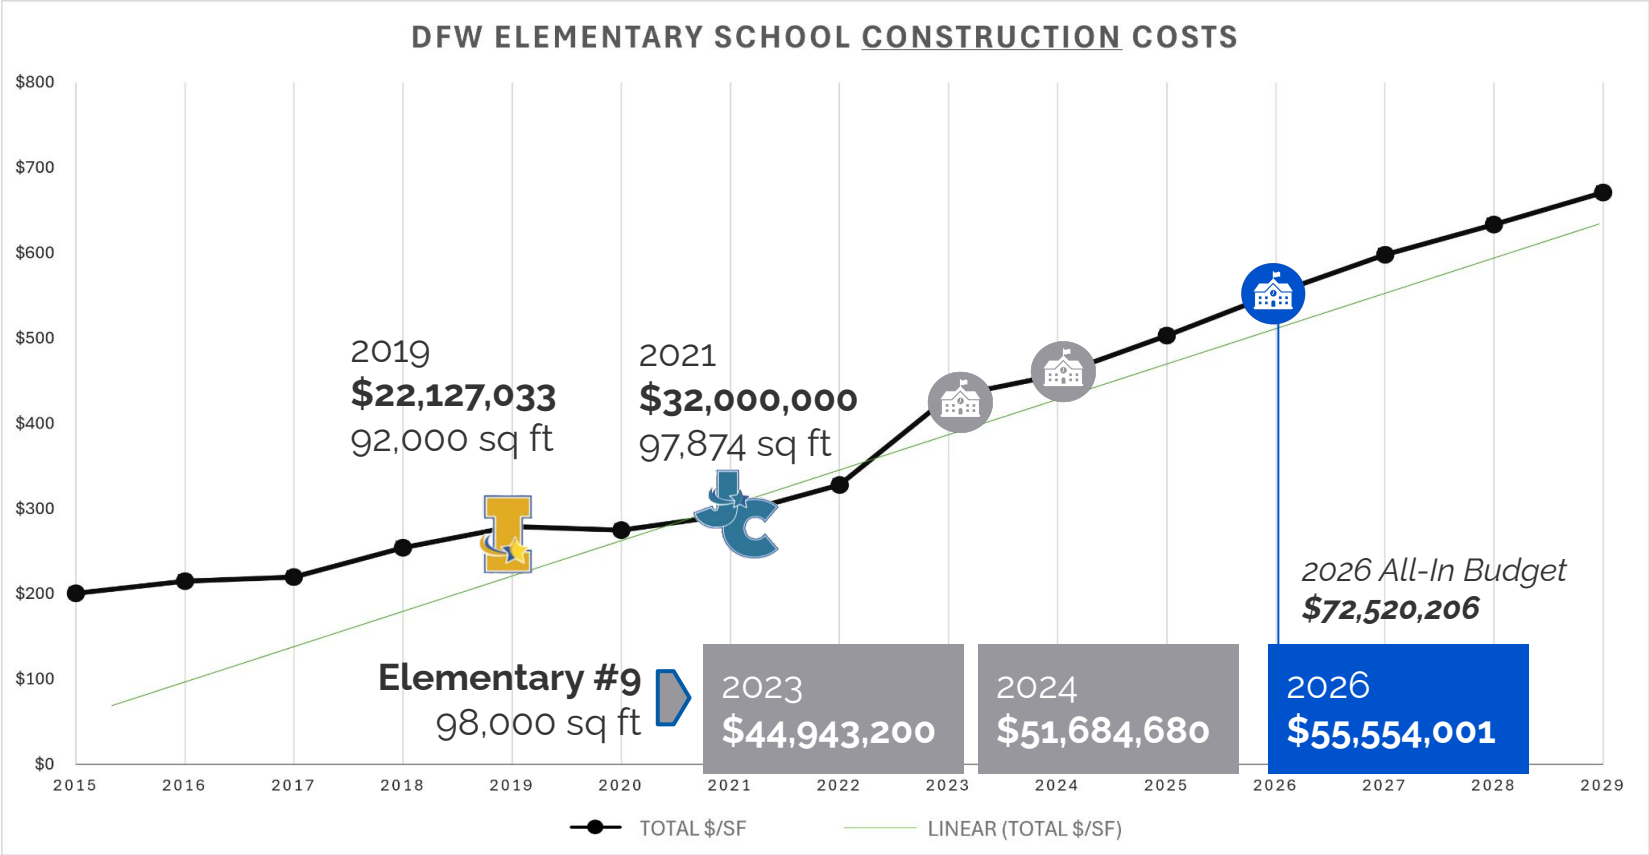 DFW ELEMENTARY SCHOOL CONSTRUCTION COSTS
$800
$700
$600
$500
$400
$300
$200
$100
$0
2019
$22,127,033
92,000 sq ft
2021
$32,000,000
97,874 sq ft
L
JC
2026 All-In Budget
$72,520,206
Elementary #9
98,000 sq ft
2023
$44,943,200
2024
$51,684,680
2026
$55,554,001
2015 2016 2017 2018 2019 2020 2021 2022 2023 2024 2025 2026 2027 2028 2029
TOTAL $/SF
LINEAR (TOTAL $/SF)